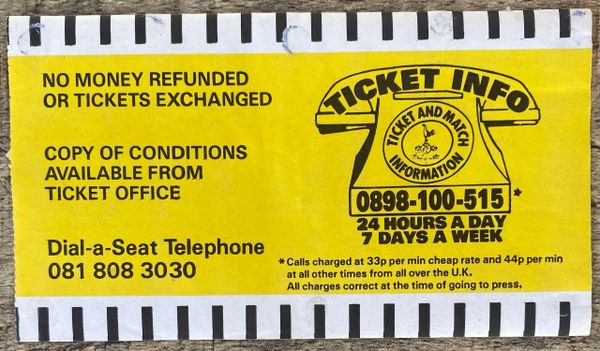 NO MONEY REFUNDED
OR TICKETS EXCHANGED
COPY OF CONDITIONS
AVAILABLE FROM
TICKET OFFICE
Dial-a-Seat Telephone
081 808 3030
TICKET INFO
TICKET AND MATCH
INFORMATION
0898-100-515*
24 HOURS A DAY
7 DAYS A WEEK
*Calls charged at 33p per min cheap rate and 44p per min
at all other times from all over the U.K.
All charges correct at the time of going to press.